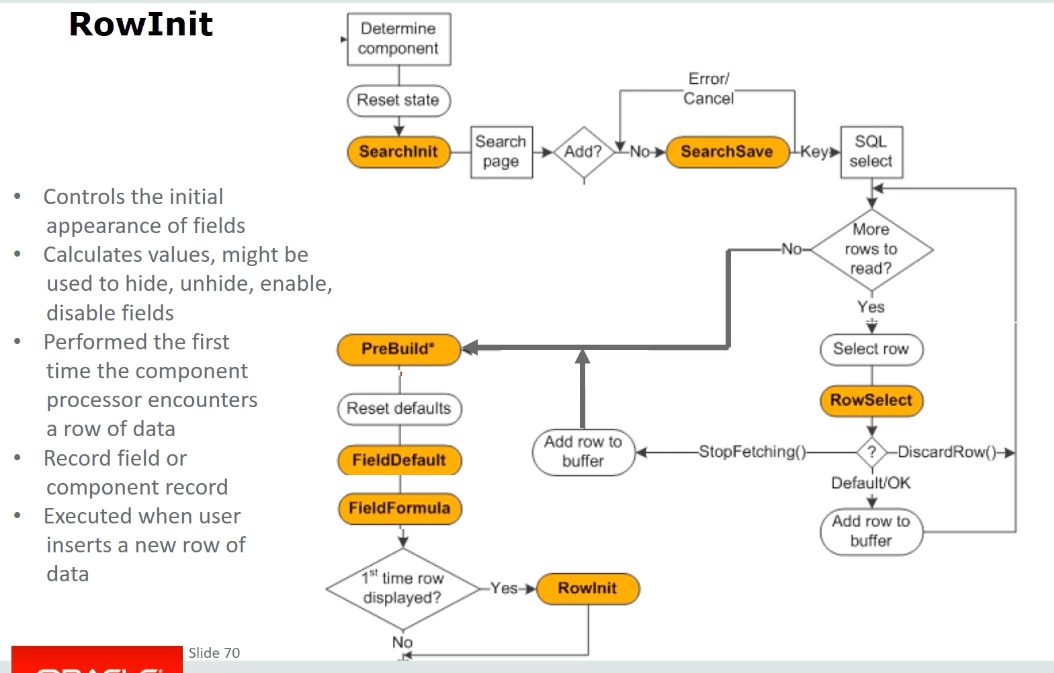 RowInit
• Controls the initial
appearance of fields
• Calculates values, might be
used to hide, unhide, enable,
disable fields
• Performed the first
time the component
processor encounters
a row of data
• Record field or
component record
• Executed when user
inserts a new row of
data
Determine
component
Reset state
SearchInit
Search
page
Add?
No
Error/
Cancel
SearchSave
Key
SQL
select
More
rows to
read?
No
Yes
Select row
RowSelect
?
DiscardRow()
StopFetching()
Add row to
buffer
Default/OK
Add row to
buffer
PreBuild*
Reset defaults
FieldDefault
FieldFormula
1st time row
displayed?
Yes
RowInit
No
ORACLE
Slide 70